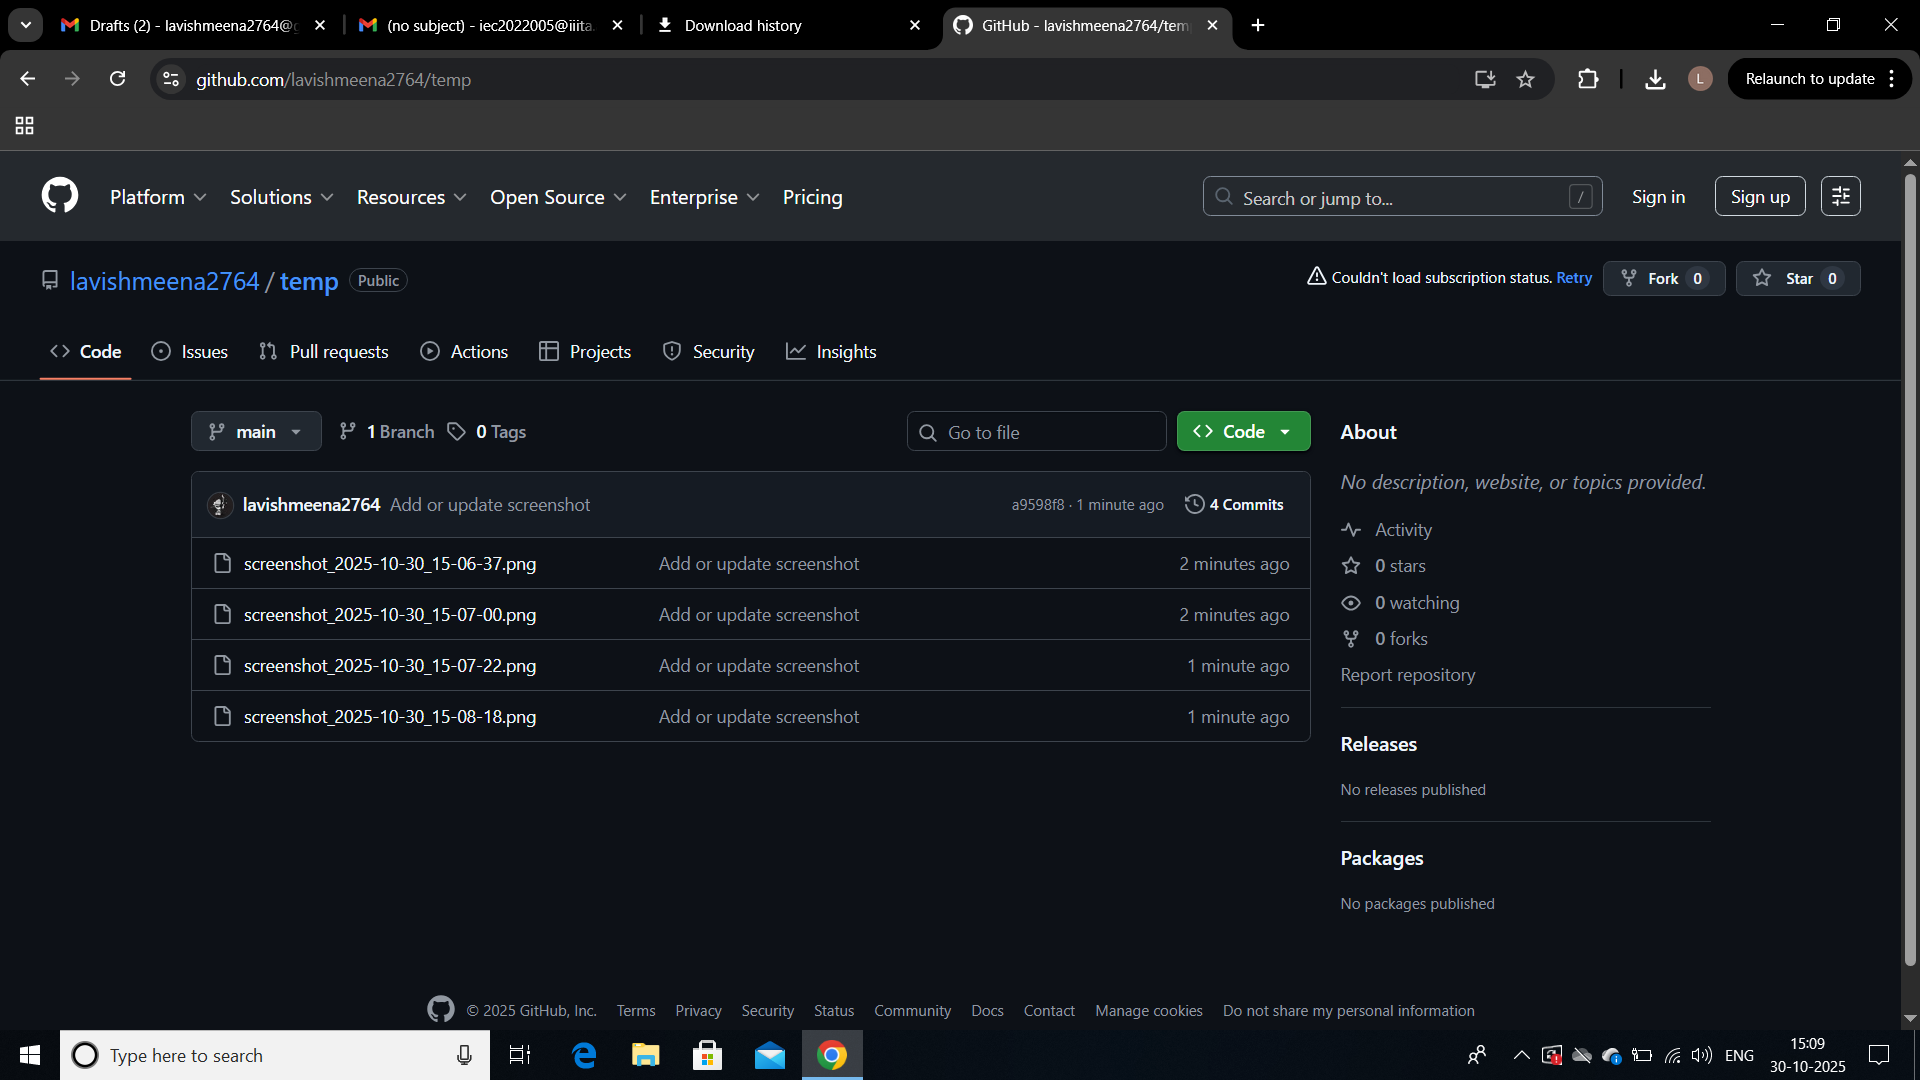 Drafts (2) - lavishmeena2764@g
(no subject) - iec2022005@iiita.
Download history
GitHub - lavishmeena2764/tem
github.com/lavishmeena2764/temp
L
Relaunch to update
Platform
Solutions
Resources
Open Source
Enterprise
Pricing
Search or jump to...
/
Sign in
Sign up
lavishmeena2764 / temp Public
Couldn't load subscription status. Retry
Fork 0
Star 0
Code
Issues
Pull requests
Actions
Projects
Security
Insights
main
1 Branch
0 Tags
Go to file
Code
About
No description, website, or topics provided.
lavishmeena2764 Add or update screenshot
a9598f8 · 1 minute ago
4 Commits
screenshot_2025-10-30_15-06-37.png Add or update screenshot 2 minutes ago
screenshot_2025-10-30_15-07-00.png Add or update screenshot 2 minutes ago
screenshot_2025-10-30_15-07-22.png Add or update screenshot 1 minute ago
screenshot_2025-10-30_15-08-18.png Add or update screenshot 1 minute ago
Activity
0 stars
0 watching
0 forks
Report repository
Releases
No releases published
Packages
No packages published
© 2025 GitHub, Inc.
Terms
Privacy
Security
Status
Community
Docs
Contact
Manage cookies
Do not share my personal information
Type here to search
ENG
15:09
30-10-2025